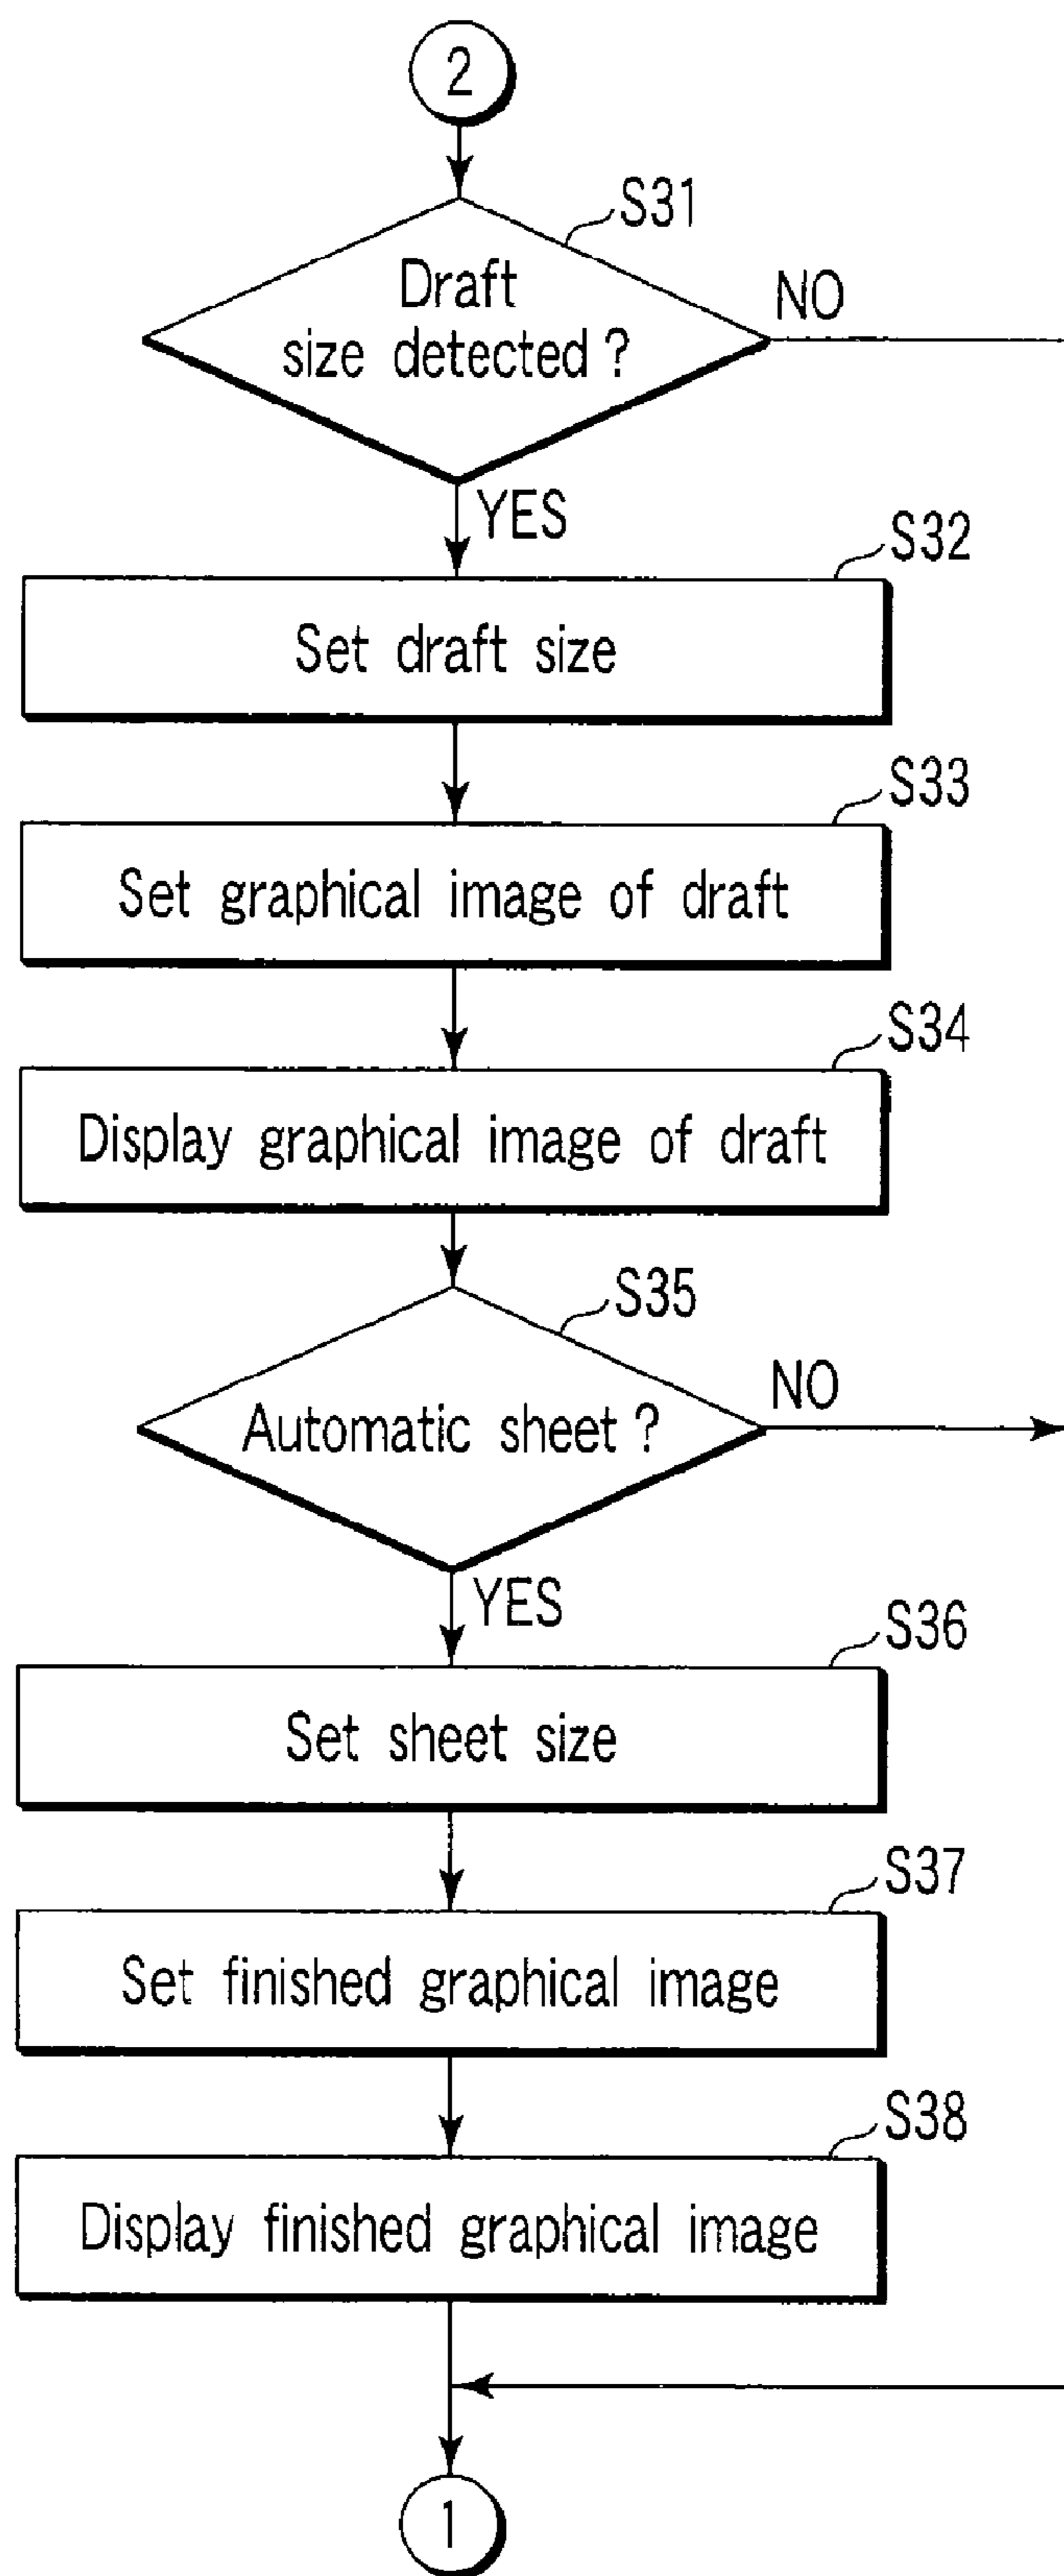 2
S31
Draft
size detected ?
NO
YES
S32
Set draft size
S33
Set graphical image of draft
S34
Display graphical image of draft
S35
Automatic sheet ?
NO
YES
S36
Set sheet size
S37
Set finished graphical image
S38
Display finished graphical image
1